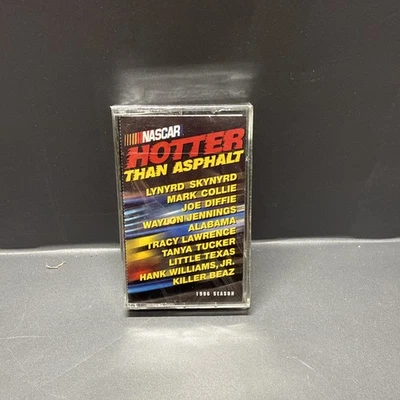 NASCAR
HOTTER
THAN ASPHALT
LYNYRD SKYNYRD
MARK COLLIE
JOE DIFFIE
WAYLON JENNINGS
ALABAMA
TRACY LAWRENCE
TANYA TUCKER
LITTLE TEXAS
HANK WILLIAMS, JR.
KILLER BEAZ
1996 SEASON